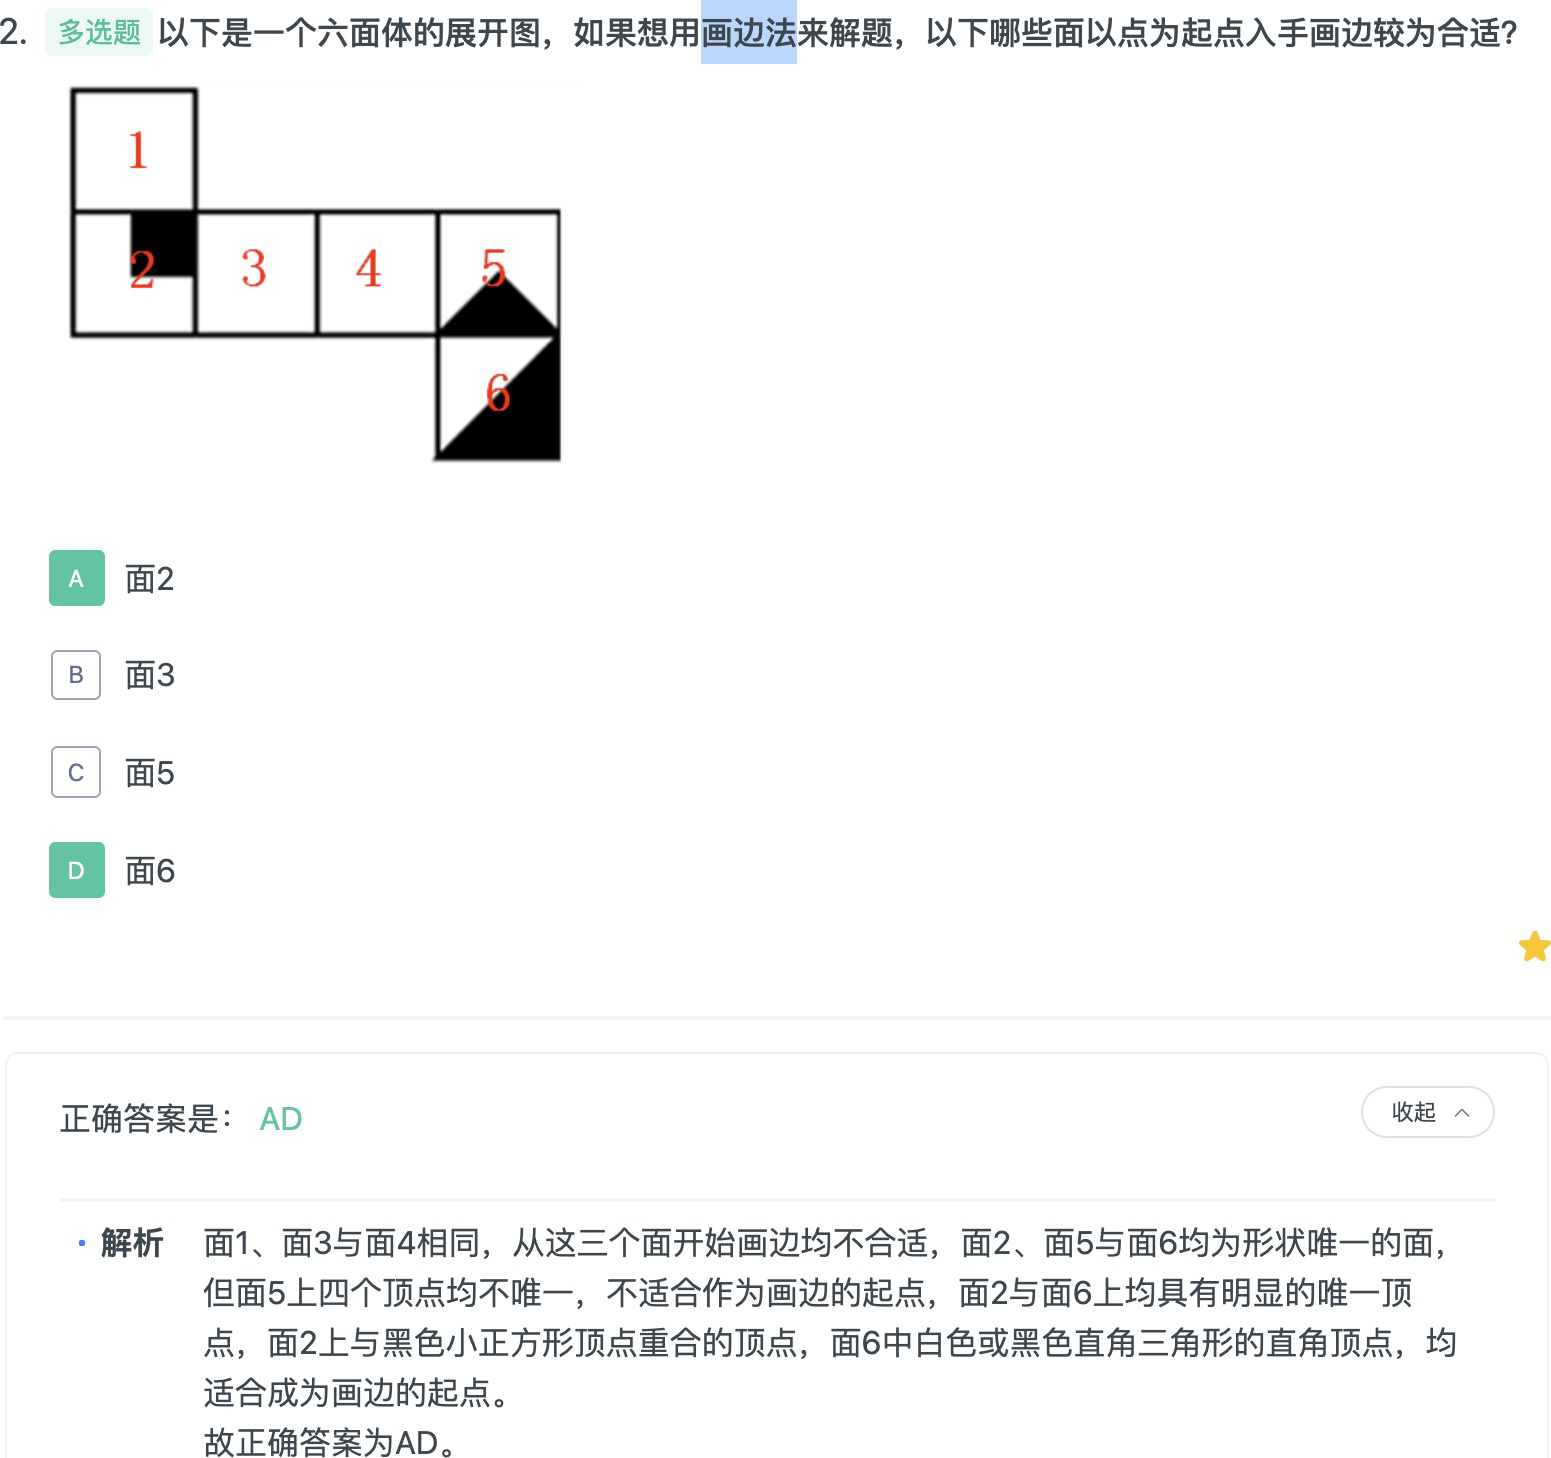 2. 多选题 以下是一个六面体的展开图，如果想用画边法来解题，以下哪些面以点为起点入手画边较为合适?
1
2 3 4 5
6
A 面2
B 面3
C 面5
D 面6
正确答案是： AD
收起
· 解析 面1、面3与面4相同，从这三个面开始画边均不合适，面2、面5与面6均为形状唯一的面，
但面5上四个顶点均不唯一，不适合作为画边的起点，面2与面6上均具有明显的唯一顶
点，面2上与黑色小正方形顶点重合的顶点，面6中白色或黑色直角三角形的直角顶点，均
适合成为画边的起点。
故正确答案为AD。